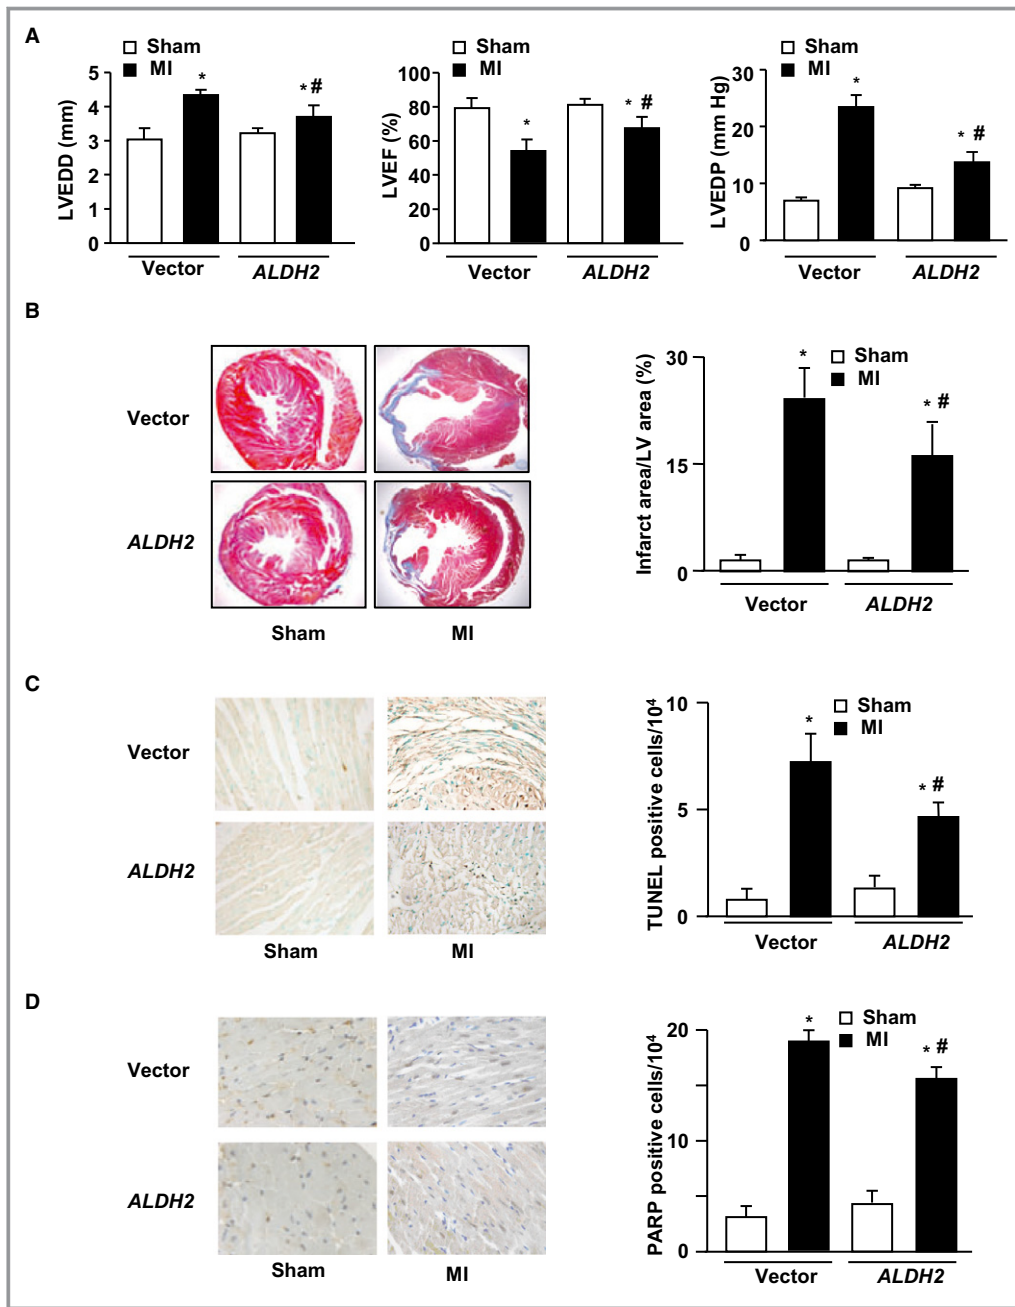 A
Sham
MI
LVEDD (mm)
5
4
3
2
1
0
*
* #
Vector
ALDH2
Sham
MI
LVEF (%)
100
80
60
40
20
0
*
* #
Vector
ALDH2
Sham
MI
LVEDP (mm Hg)
30
20
10
0
*
* #
Vector
ALDH2
B
Vector
ALDH2
Sham
MI
Sham
MI
Infarct area/LV area (%)
30
15
0
*
* #
Vector
ALDH2
C
Vector
ALDH2
Sham
MI
Sham
MI
TUNEL positive cells/10⁴
10
5
0
*
* #
Vector
ALDH2
D
Vector
ALDH2
Sham
MI
Sham
MI
PARP positive cells/10⁴
20
10
0
*
* #
Vector
ALDH2